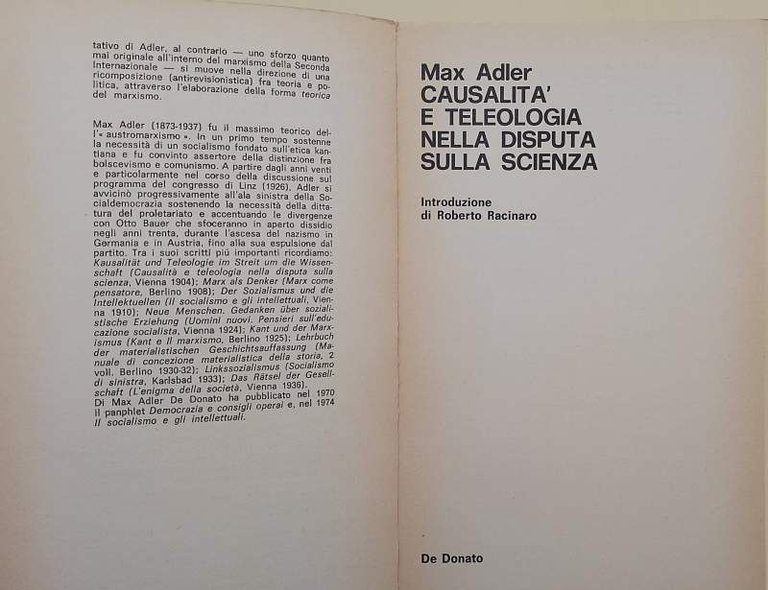 tativo di Adler, al contrario — uno sforzo quanto
mai originale all'interno del marxismo della Seconda
Internazionale — si muove nella direzione di una
ricomposizione (antirevisionistica) fra teoria e po-
litica, attraverso l'elaborazione della forma teorica
del marxismo.
Max Adler (1873-1937) fu il massimo teorico del-
l'« austromarxismo ». In un primo tempo sostenne
la necessità di un socialismo fondato sull'etica kan-
tiana e fu convinto assertore della distinzione fra
bolscevismo e comunismo. A partire dagli anni venti
e particolarmente nel corso della discussione sul
programma del congresso di Linz (1926), Adler si
avvicinò progressivamente all'ala sinistra della So-
cialdemocrazia sostenendo la necessità della ditta-
tura del proletariato e accentuando le divergenze
con Otto Bauer che sfoceranno in aperto dissidio
negli anni trenta, durante l'ascesa del nazismo in
Germania e in Austria, fino alla sua espulsione dal
partito. Tra i suoi scritti più importanti ricordiamo:
Kausalität und Teleologie im Streit um die Wissen-
schaft (Causalità e teleologia nella disputa sulla
scienza, Vienna 1904); Marx als Denker (Marx come
pensatore, Berlino 1908); Der Sozialismus und die
Intellektuellen (Il socialismo e gli intellettuali, Vien-
na 1910); Neue Menschen. Gedanken über soziali-
stische Erziehung (Uomini nuovi. Pensieri sull'edu-
cazione socialista, Vienna 1924); Kant und der Marx-
ismus (Kant e il marxismo, Berlino 1925); Lehrbuch
der materialistischen Geschichtsauffassung (Ma-
nuale di concezione materialistica della storia, 2
voll. Berlino 1930-32); Linkssozialismus (Socialismo
di sinistra, Karlsbad 1933); Das Rätsel der Gesell-
schaft (L'enigma della società, Vienna 1936).
Di Max Adler De Donato ha pubblicato nel 1970
il panphlet Democrazia e consigli operai e, nel 1974
Il socialismo e gli intellettuali.
Max Adler
CAUSALITA'
E TELEOLOGIA
NELLA DISPUTA
SULLA SCIENZA
Introduzione
di Roberto Racinaro
De Donato